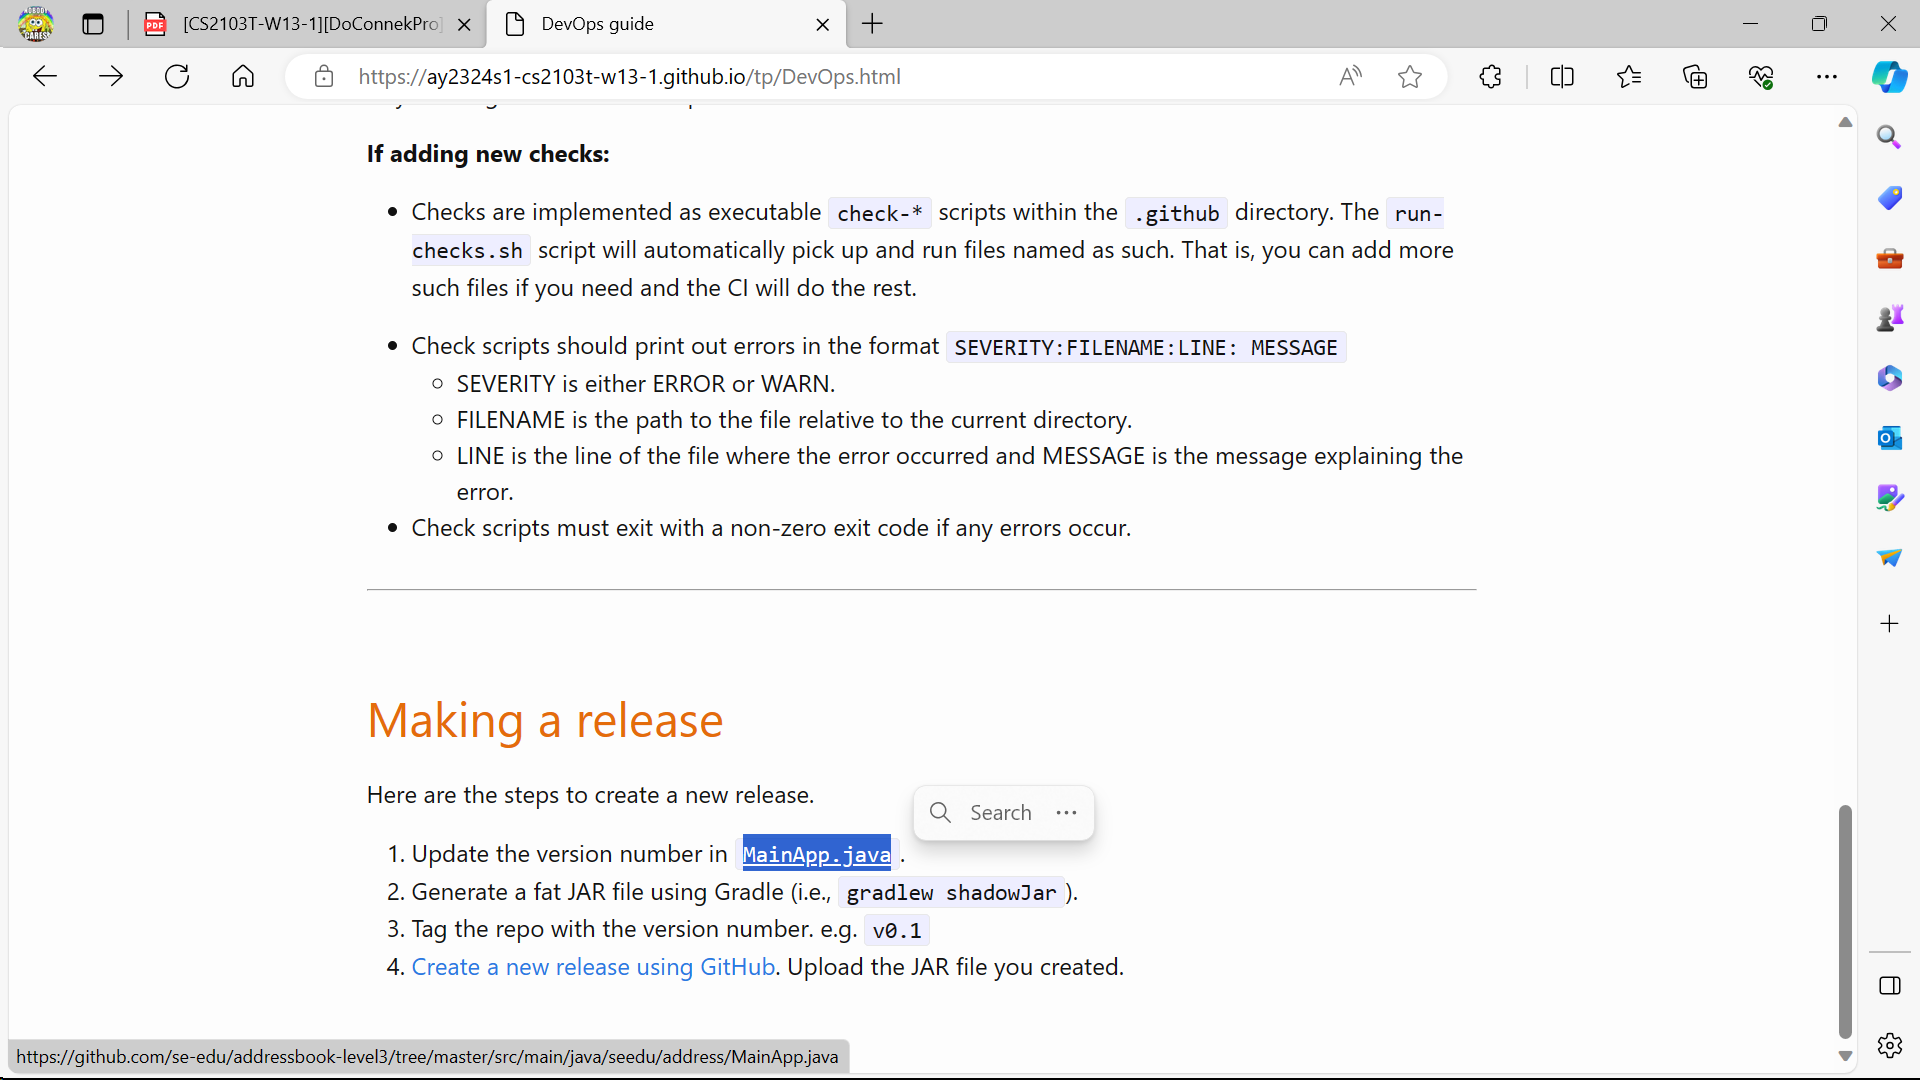 [CS2103T-W13-1][DoConnekPro]
DevOps guide
https://ay2324s1-cs2103t-w13-1.github.io/tp/DevOps.html
If adding new checks:
• Checks are implemented as executable check-* scripts within the .github directory. The run-
checks.sh script will automatically pick up and run files named as such. That is, you can add more
such files if you need and the CI will do the rest.
• Check scripts should print out errors in the format SEVERITY:FILENAME:LINE: MESSAGE
○ SEVERITY is either ERROR or WARN.
○ FILENAME is the path to the file relative to the current directory.
○ LINE is the line of the file where the error occurred and MESSAGE is the message explaining the
error.
• Check scripts must exit with a non-zero exit code if any errors occur.
Making a release
Here are the steps to create a new release.
Search
1. Update the version number in MainApp.java.
2. Generate a fat JAR file using Gradle (i.e., gradlew shadowJar).
3. Tag the repo with the version number. e.g. v0.1
4. Create a new release using GitHub. Upload the JAR file you created.
https://github.com/se-edu/addressbook-level3/tree/master/src/main/java/seedu/address/MainApp.java